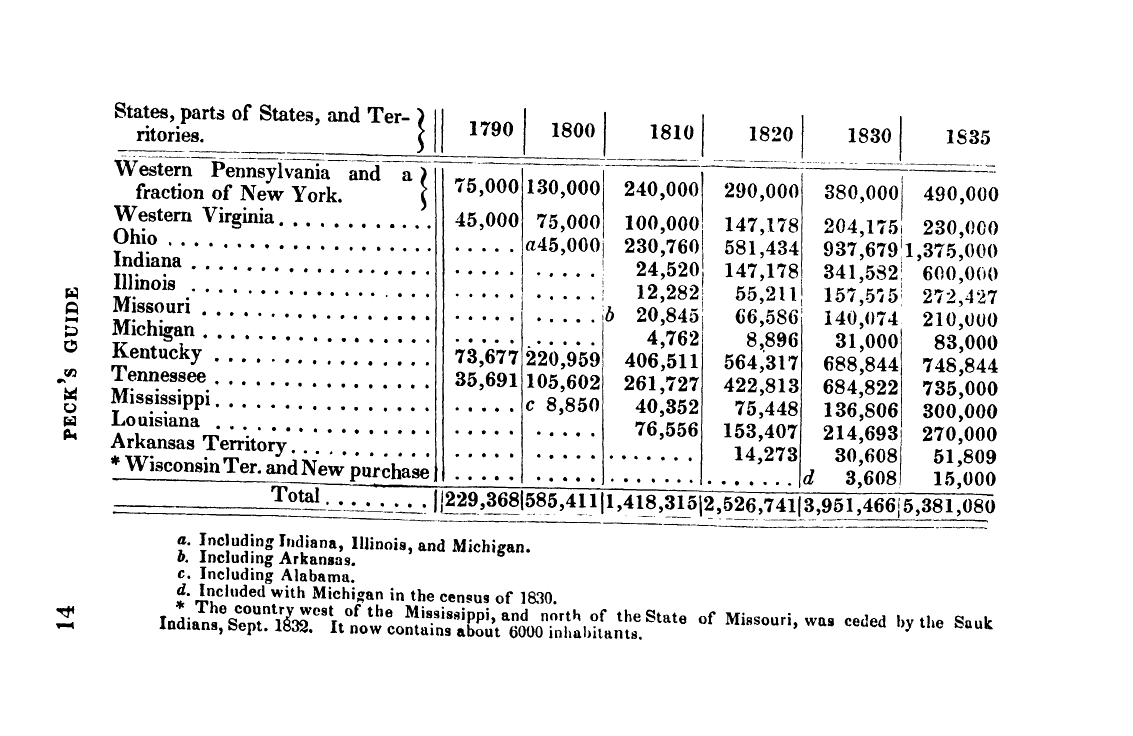 States, parts of States, and Ter- } 1790 1800 1810 1820 1830 1835
ritories.
Western Pennsylvania and a }
fraction of New York. 75,000 130,000 240,000 290,000 380,000 490,000
Western Virginia............ 45,000 75,000 100,000 147,178 204,175 230,000
Ohio .................... ..... a45,000 230,760 581,434 937,679 1,375,000
Indiana .................. ..... ..... 24,520 147,178 341,582 600,000
Illinois .................. ..... ..... 12,282 55,211 157,575 272,427
Missouri ................. ..... ..... b 20,845 66,586 140,074 210,000
Michigan ................. ..... ..... 4,762 8,896 31,000 83,000
Kentucky ................ 73,677 220,959 406,511 564,317 688,844 748,844
Tennessee ................ 35,691 105,602 261,727 422,813 684,822 735,000
Mississippi................ ..... c 8,850 40,352 75,448 136,806 300,000
Louisiana ................ ..... ..... 76,556 153,407 214,693 270,000
Arkansas Territory........... ..... ..... ....... 14,273 30,608 51,809
* Wisconsin Ter. and New purchase ..... ..... ....... ....... d 3,608 15,000
Total........ 229,368 585,411 1,418,315 2,526,741 3,951,466 5,381,080
a. Including Indiana, Illinois, and Michigan.
b. Including Arkansas.
c. Including Alabama.
d. Included with Michigan in the census of 1830.
* The country west of the Mississippi, and north of the State of Missouri, was ceded by the Sauk
Indians, Sept. 1832. It now contains about 6000 inhabitants.
14
PECK'S GUIDE